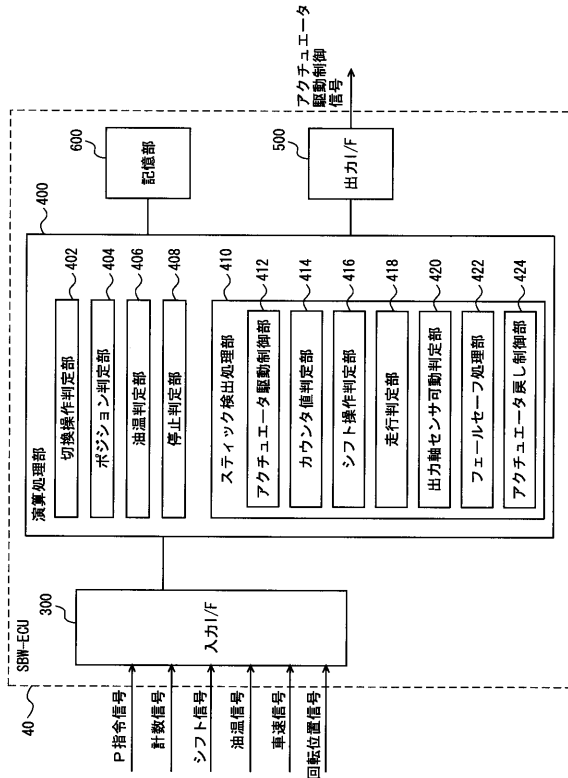 SBW-ECU
40
P指令信号
計数信号
シフト信号
油温信号
車速信号
回転位置信号
300
入力I/F
400
演算処理部
切換操作判定部
402
ポジション判定部
404
油温判定部
406
停止判定部
408
スティック検出処理部
410
アクチュエータ駆動制御部
412
カウンタ値判定部
414
シフト操作判定部
416
走行判定部
418
出力軸センサ可動判定部
420
フェールセーフ処理部
422
アクチュエータ戻し制御部
424
600
記憶部
500
出力I/F
アクチュエータ
駆動制御
信号